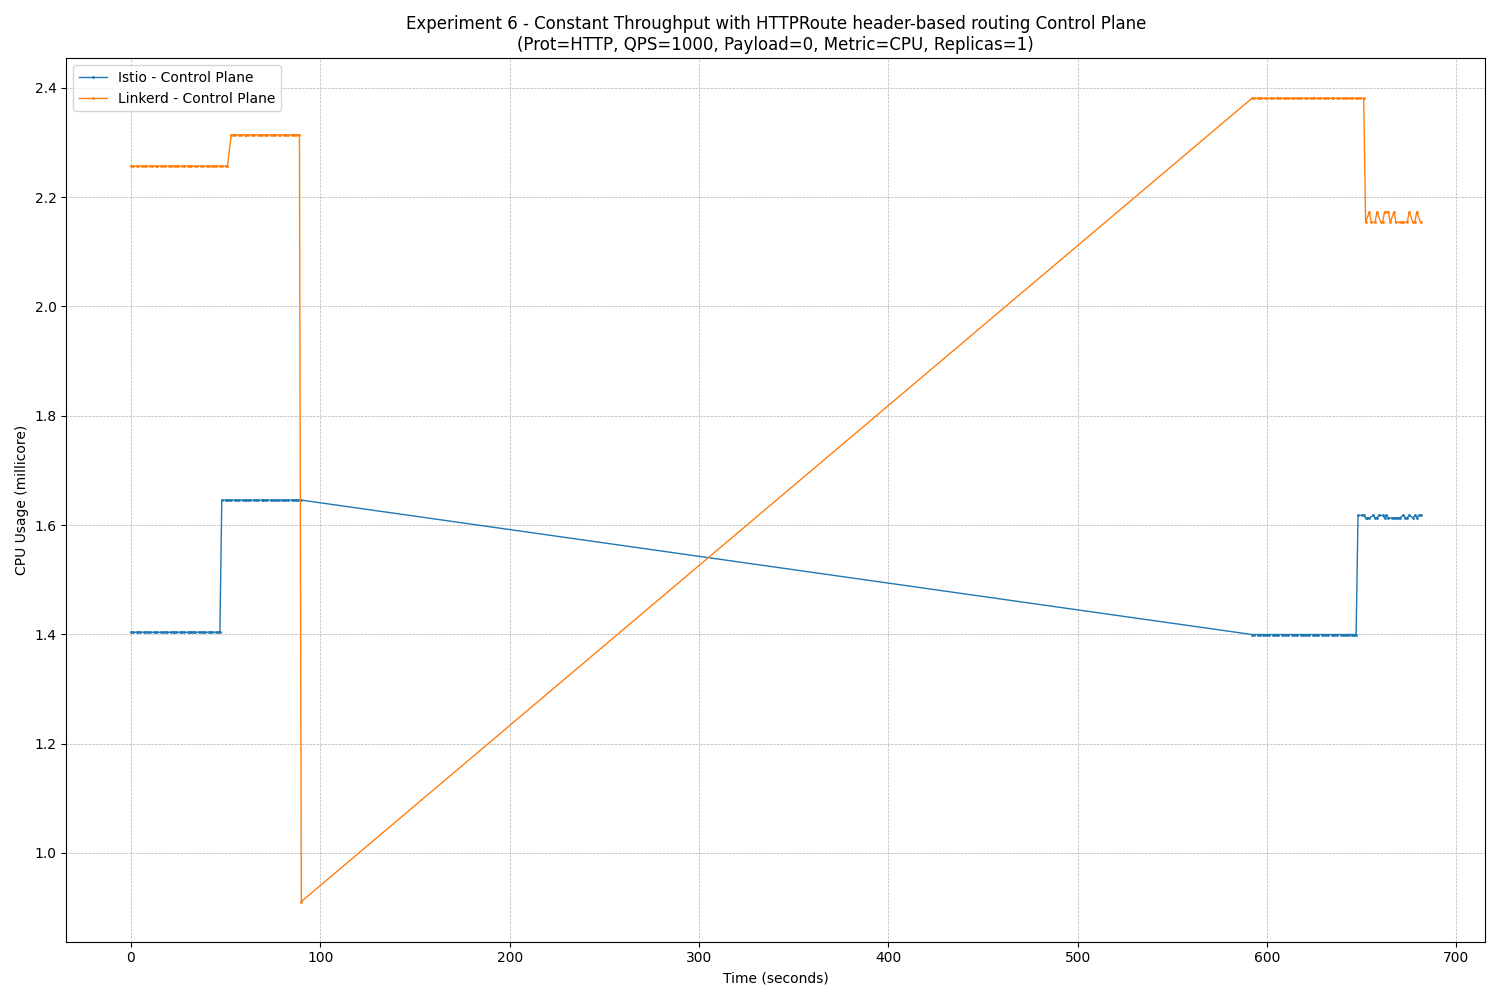 Experiment 6 - Constant Throughput with HTTPRoute header-based routing Control Plane
(Prot=HTTP, QPS=1000, Payload=0, Metric=CPU, Replicas=1)
Istio - Control Plane
Linkerd - Control Plane
2.4
2.2
2.0
1.8
1.6
1.4
1.2
1.0
CPU Usage (millicore)
0
100
200
300
400
500
600
700
Time (seconds)